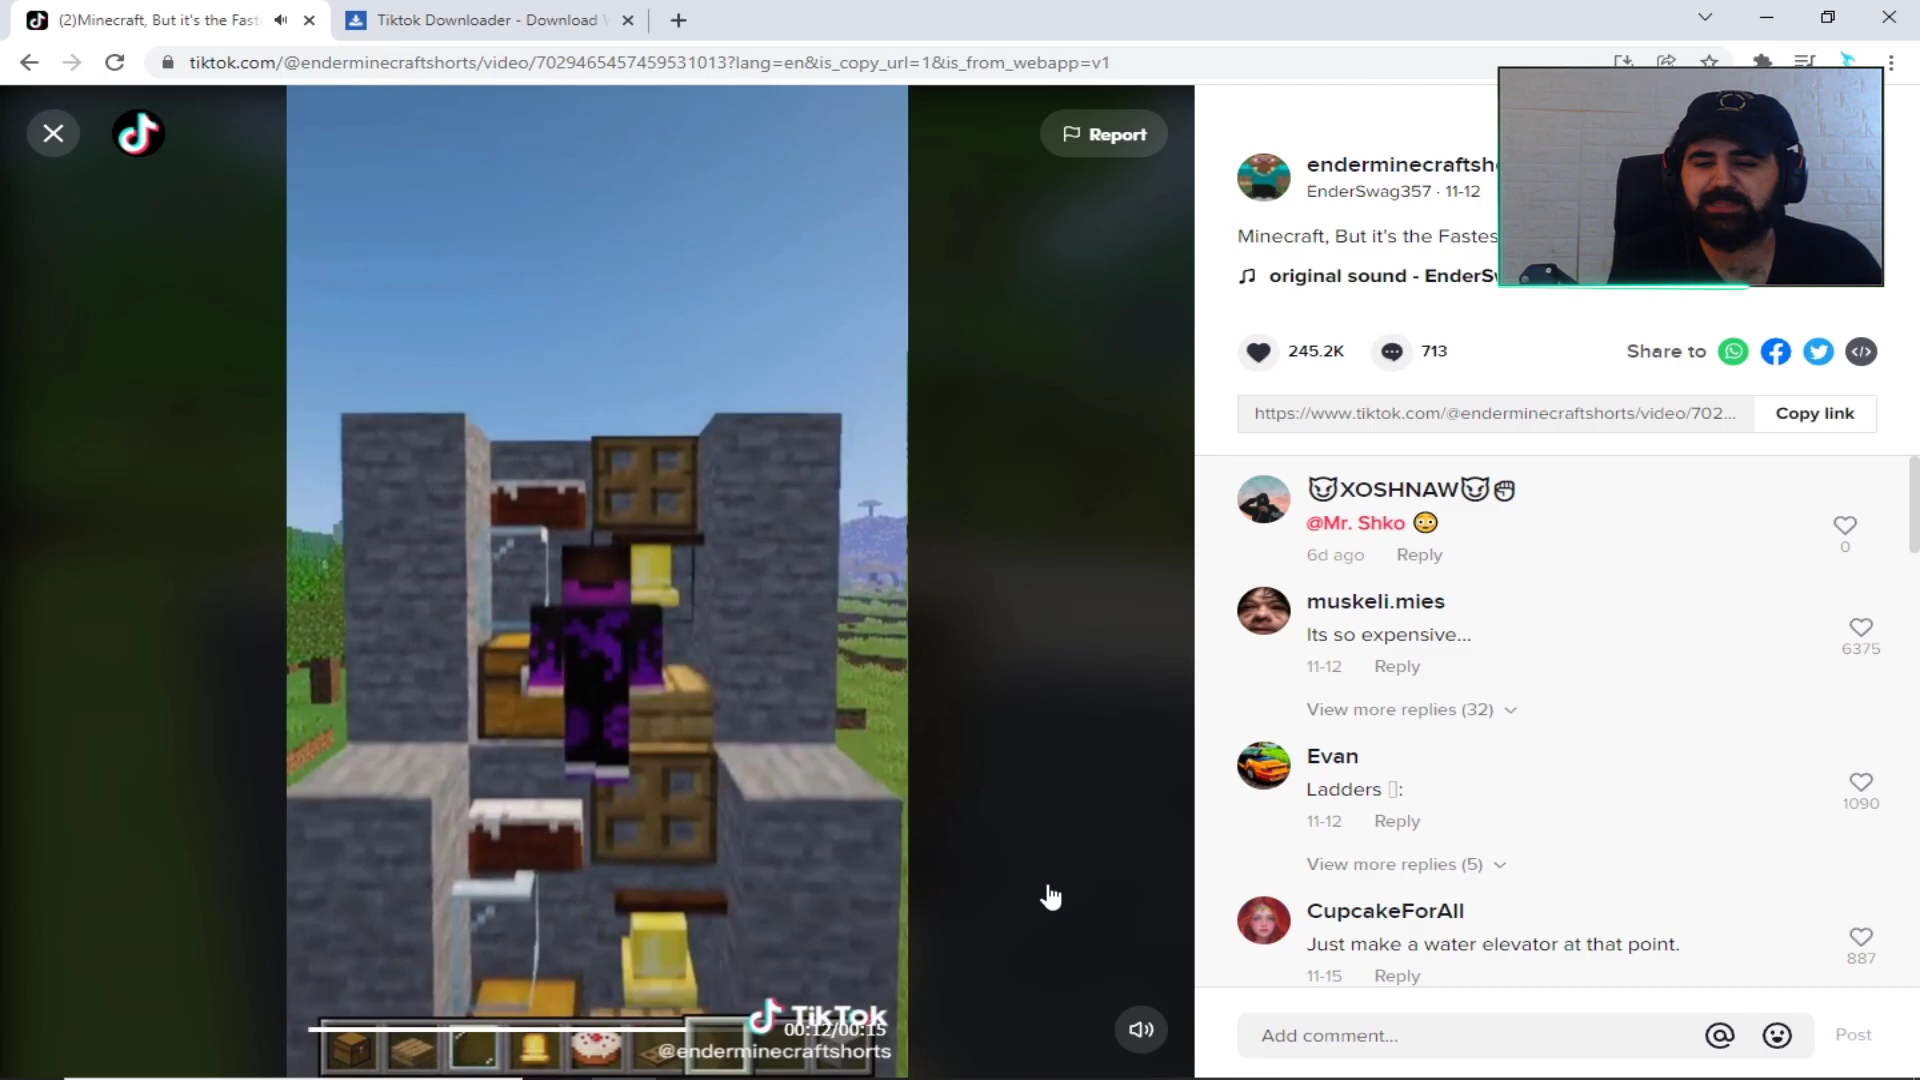 (2)Minecraft, But it's the Fast
Tiktok Downloader - Download V
tiktok.com/@enderminecraftshorts/video/7029465457459531013?lang=en&is_copy_url=1&is_from_webapp=v1
Report
enderminecraftsh
EnderSwag357 · 11-12
Minecraft, But it's the Fastes
original sound - EnderSw
245.2K
713
Share to
https://www.tiktok.com/@enderminecraftshorts/video/702...
Copy link
😈XOSHNAW😈✊
@Mr. Shko 😳
6d ago
Reply
0
muskeli.mies
Its so expensive...
6375
11-12
Reply
View more replies (32)
Evan
Ladders ▯:
1090
11-12
Reply
View more replies (5)
CupcakeForAll
Just make a water elevator at that point.
887
11-15
Reply
TikTok
00:12/00:15
@enderminecraftshorts
Add comment...
Post